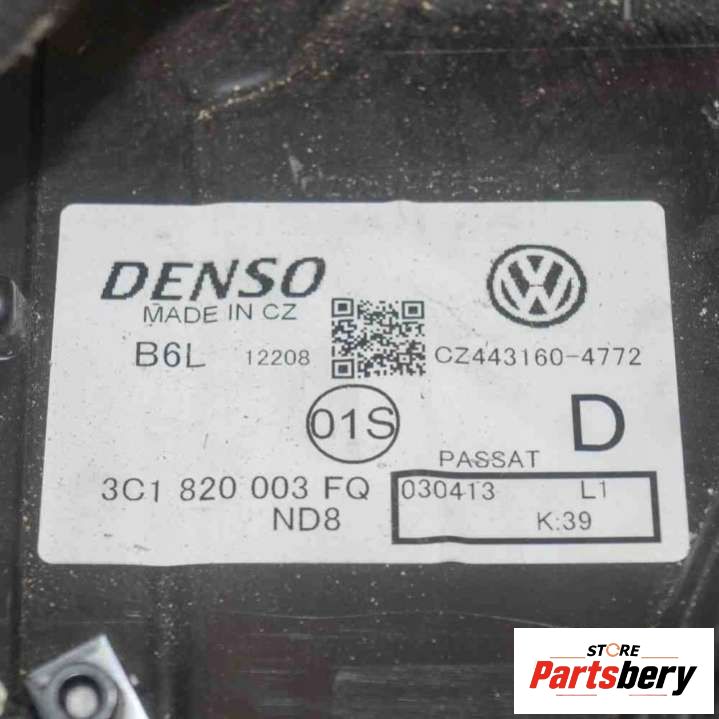 DENSO
MADE IN CZ
B6L 12208 CZ443160-4772
01S D
PASSAT
3C1 820 003 FQ 030413 L1
ND8 K:39
STORE
Partsbery